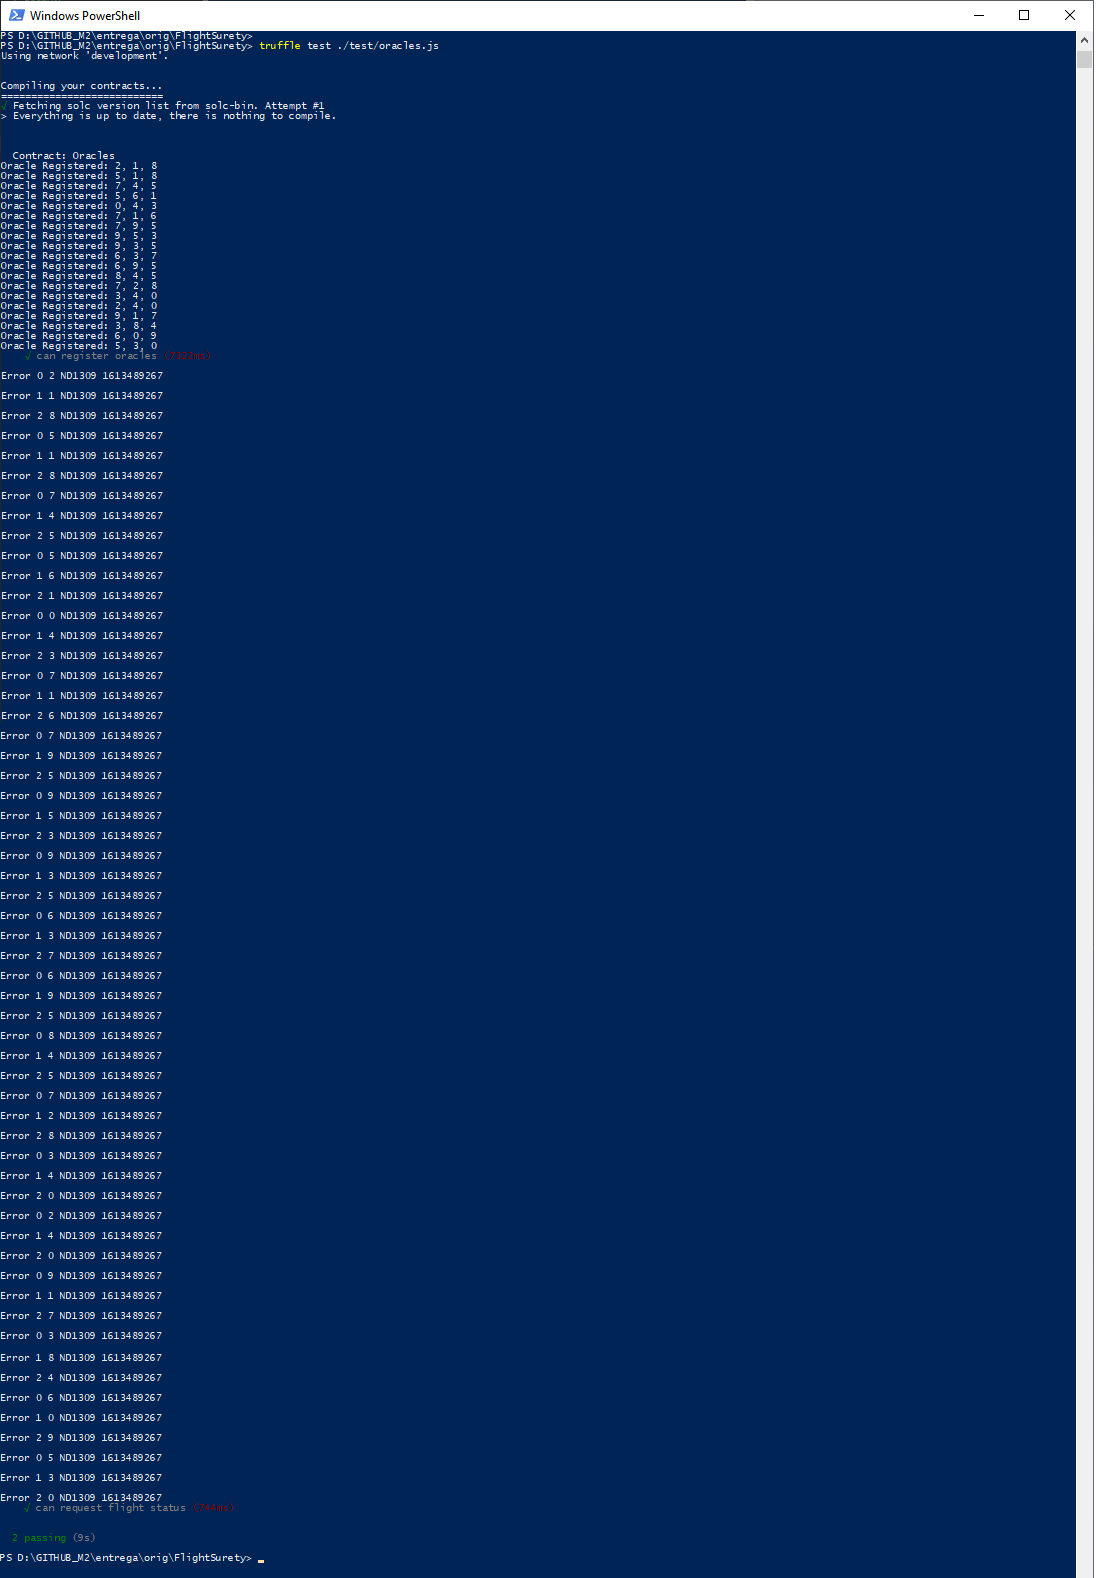 Windows PowerShell
PS D:\GITHUB_M2\entrega\orig\FlightSurety>
PS D:\GITHUB_M2\entrega\orig\FlightSurety> truffle test ./test/oracles.js
Using network 'development'.
Compiling your contracts...
===========================
√ Fetching solc version list from solc-bin. Attempt #1
> Everything is up to date, there is nothing to compile.
Contract: Oracles
Oracle Registered: 2, 1, 8
Oracle Registered: 5, 1, 8
Oracle Registered: 7, 4, 5
Oracle Registered: 5, 6, 1
Oracle Registered: 0, 4, 3
Oracle Registered: 7, 1, 6
Oracle Registered: 7, 9, 5
Oracle Registered: 9, 5, 3
Oracle Registered: 9, 3, 5
Oracle Registered: 6, 3, 7
Oracle Registered: 6, 9, 5
Oracle Registered: 8, 4, 5
Oracle Registered: 7, 2, 8
Oracle Registered: 3, 4, 0
Oracle Registered: 2, 4, 0
Oracle Registered: 9, 1, 7
Oracle Registered: 3, 8, 4
Oracle Registered: 6, 0, 9
Oracle Registered: 5, 3, 0
√ can register oracles
Error 0 2 ND1309 1613489267
Error 1 1 ND1309 1613489267
Error 2 8 ND1309 1613489267
Error 0 5 ND1309 1613489267
Error 1 1 ND1309 1613489267
Error 2 8 ND1309 1613489267
Error 0 7 ND1309 1613489267
Error 1 4 ND1309 1613489267
Error 2 5 ND1309 1613489267
Error 0 5 ND1309 1613489267
Error 1 6 ND1309 1613489267
Error 2 1 ND1309 1613489267
Error 0 0 ND1309 1613489267
Error 1 4 ND1309 1613489267
Error 2 3 ND1309 1613489267
Error 0 7 ND1309 1613489267
Error 1 1 ND1309 1613489267
Error 2 6 ND1309 1613489267
Error 0 7 ND1309 1613489267
Error 1 9 ND1309 1613489267
Error 2 5 ND1309 1613489267
Error 0 9 ND1309 1613489267
Error 1 5 ND1309 1613489267
Error 2 3 ND1309 1613489267
Error 0 9 ND1309 1613489267
Error 1 3 ND1309 1613489267
Error 2 5 ND1309 1613489267
Error 0 6 ND1309 1613489267
Error 1 3 ND1309 1613489267
Error 2 7 ND1309 1613489267
Error 0 6 ND1309 1613489267
Error 1 9 ND1309 1613489267
Error 2 5 ND1309 1613489267
Error 0 8 ND1309 1613489267
Error 1 4 ND1309 1613489267
Error 2 5 ND1309 1613489267
Error 0 7 ND1309 1613489267
Error 1 2 ND1309 1613489267
Error 2 8 ND1309 1613489267
Error 0 3 ND1309 1613489267
Error 1 4 ND1309 1613489267
Error 2 0 ND1309 1613489267
Error 0 2 ND1309 1613489267
Error 1 4 ND1309 1613489267
Error 2 0 ND1309 1613489267
Error 0 9 ND1309 1613489267
Error 1 1 ND1309 1613489267
Error 2 7 ND1309 1613489267
Error 0 3 ND1309 1613489267
Error 1 8 ND1309 1613489267
Error 2 4 ND1309 1613489267
Error 0 6 ND1309 1613489267
Error 1 0 ND1309 1613489267
Error 2 9 ND1309 1613489267
Error 0 5 ND1309 1613489267
Error 1 3 ND1309 1613489267
Error 2 0 ND1309 1613489267
√ can request flight status (744ms)
2 passing (9s)
PS D:\GITHUB_M2\entrega\orig\FlightSurety>